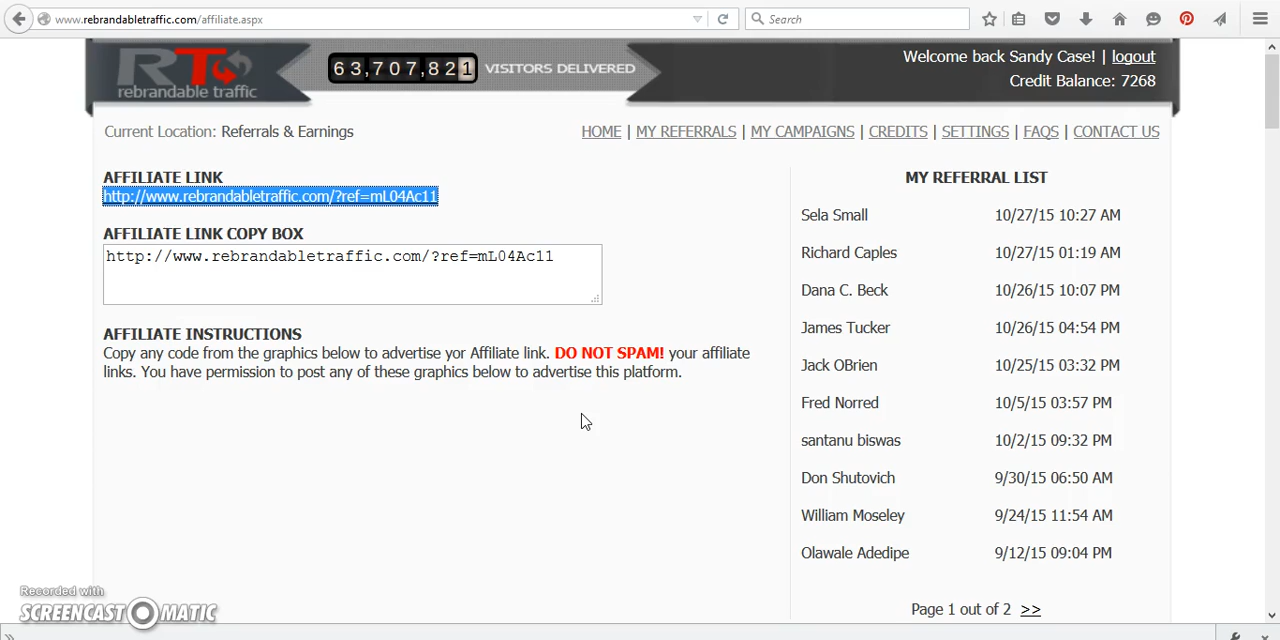 www.rebrandabletraffic.com/affiliate.aspx
Search
RT
rebrandable traffic
63,707,821 VISITORS DELIVERED
Welcome back Sandy Case! | logout
Credit Balance: 7268
Current Location: Referrals & Earnings
HOME | MY REFERRALS | MY CAMPAIGNS | CREDITS | SETTINGS | FAQS | CONTACT US
AFFILIATE LINK
http://www.rebrandabletraffic.com/?ref=mL04Ac11
AFFILIATE LINK COPY BOX
http://www.rebrandabletraffic.com/?ref=mL04Ac11
AFFILIATE INSTRUCTIONS
Copy any code from the graphics below to advertise yor Affiliate link. DO NOT SPAM! your affiliate
links. You have permission to post any of these graphics below to advertise this platform.
MY REFERRAL LIST
Sela Small 10/27/15 10:27 AM
Richard Caples 10/27/15 01:19 AM
Dana C. Beck 10/26/15 10:07 PM
James Tucker 10/26/15 04:54 PM
Jack OBrien 10/25/15 03:32 PM
Fred Norred 10/5/15 03:57 PM
santanu biswas 10/2/15 09:32 PM
Don Shutovich 9/30/15 06:50 AM
William Moseley 9/24/15 11:54 AM
Olawale Adedipe 9/12/15 09:04 PM
Page 1 out of 2 >>
Recorded with
SCREENCAST-O-MATIC